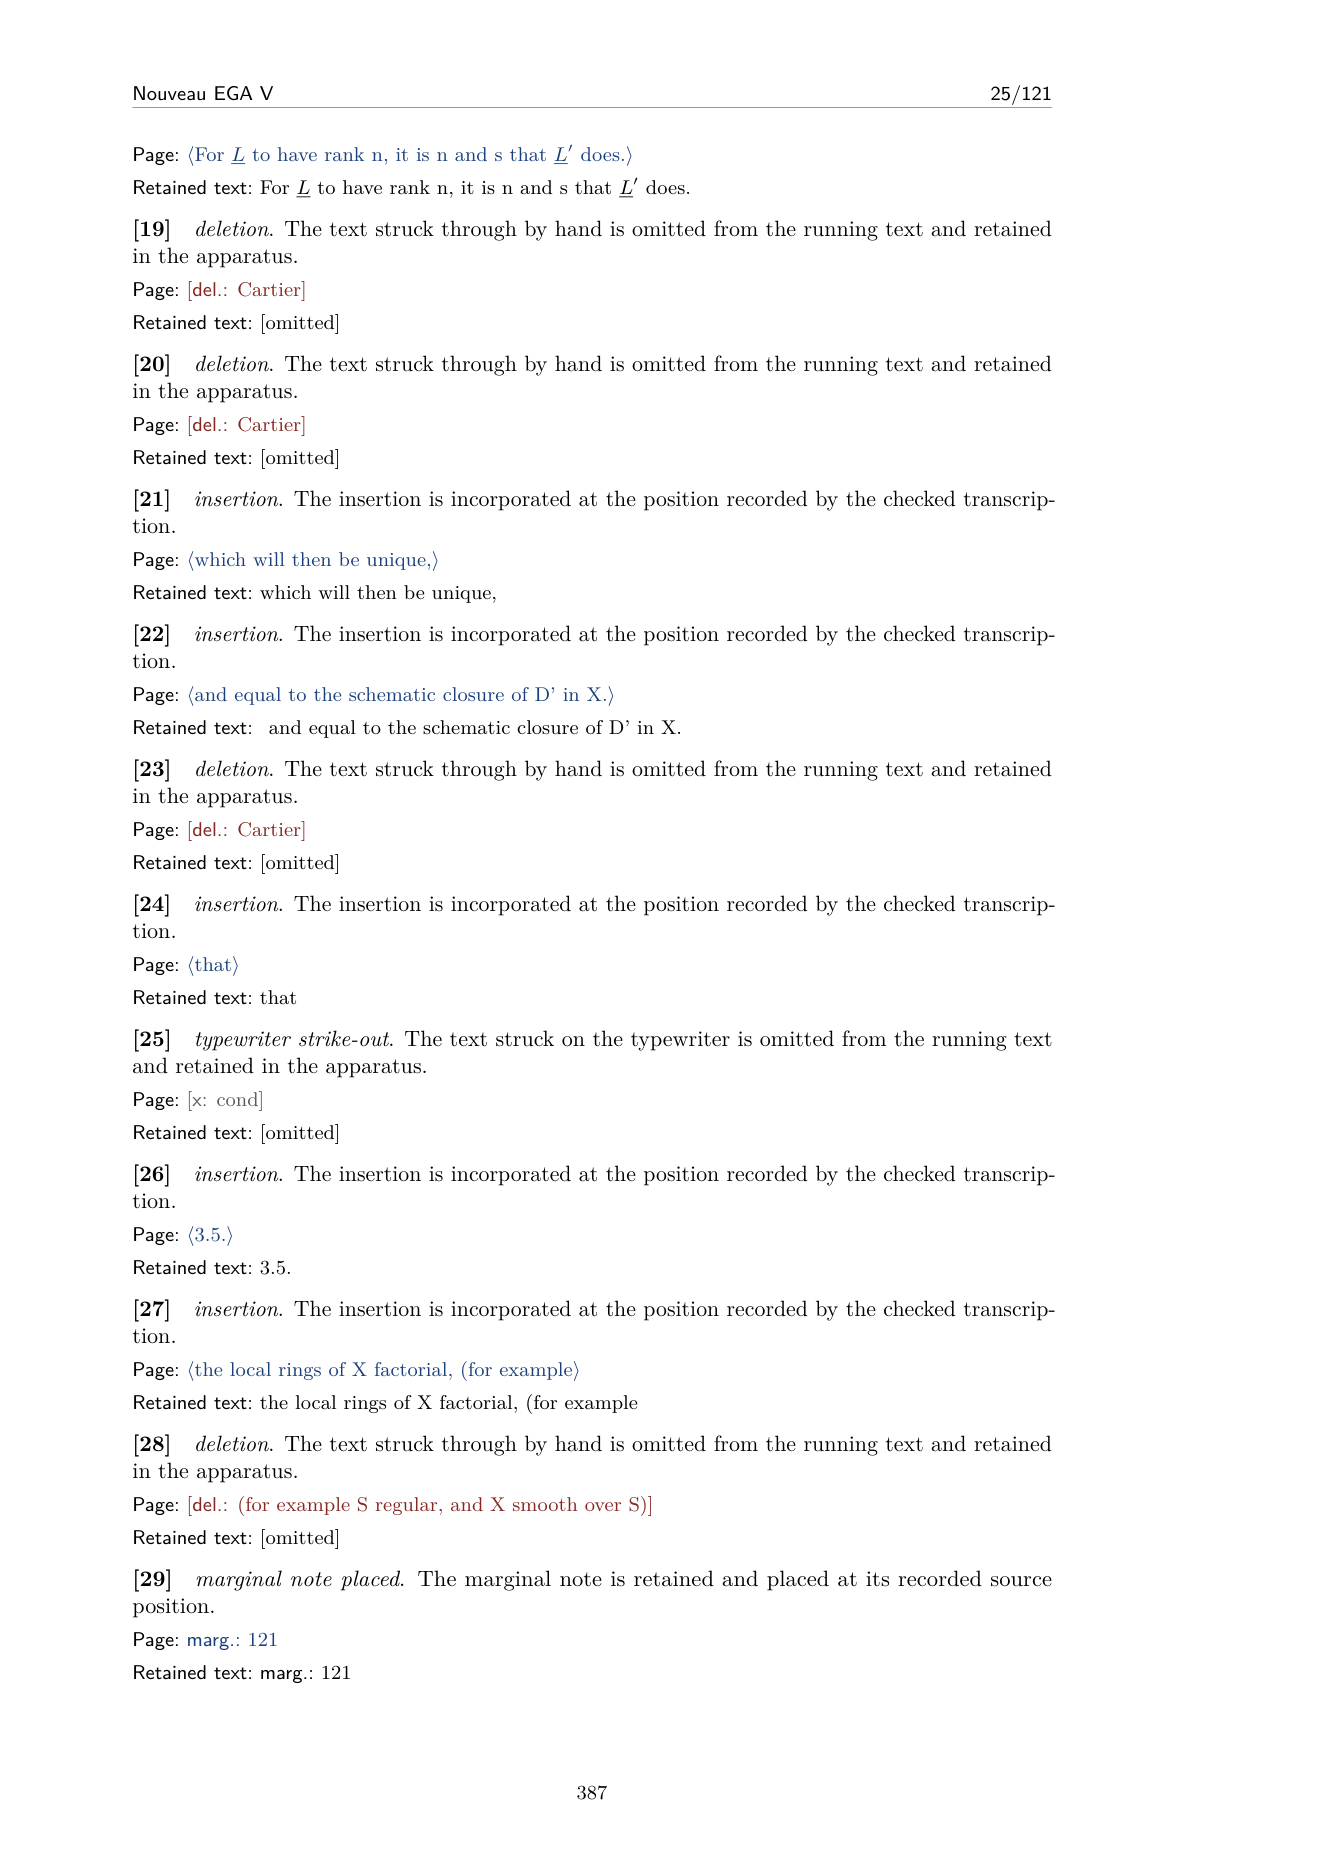 Nouveau EGA V 25/121
Page: ⟨For L to have rank n, it is n and s that L′ does.⟩
Retained text: For L to have rank n, it is n and s that L′ does.
[19] deletion. The text struck through by hand is omitted from the running text and retained
in the apparatus.
Page: [del.: Cartier]
Retained text: [omitted]
[20] deletion. The text struck through by hand is omitted from the running text and retained
in the apparatus.
Page: [del.: Cartier]
Retained text: [omitted]
[21] insertion. The insertion is incorporated at the position recorded by the checked transcrip-
tion.
Page: ⟨which will then be unique,⟩
Retained text: which will then be unique,
[22] insertion. The insertion is incorporated at the position recorded by the checked transcrip-
tion.
Page: ⟨and equal to the schematic closure of D’ in X.⟩
Retained text: and equal to the schematic closure of D’ in X.
[23] deletion. The text struck through by hand is omitted from the running text and retained
in the apparatus.
Page: [del.: Cartier]
Retained text: [omitted]
[24] insertion. The insertion is incorporated at the position recorded by the checked transcrip-
tion.
Page: ⟨that⟩
Retained text: that
[25] typewriter strike-out. The text struck on the typewriter is omitted from the running text
and retained in the apparatus.
Page: [x: cond]
Retained text: [omitted]
[26] insertion. The insertion is incorporated at the position recorded by the checked transcrip-
tion.
Page: ⟨3.5.⟩
Retained text: 3.5.
[27] insertion. The insertion is incorporated at the position recorded by the checked transcrip-
tion.
Page: ⟨the local rings of X factorial, (for example⟩
Retained text: the local rings of X factorial, (for example
[28] deletion. The text struck through by hand is omitted from the running text and retained
in the apparatus.
Page: [del.: (for example S regular, and X smooth over S)]
Retained text: [omitted]
[29] marginal note placed. The marginal note is retained and placed at its recorded source
position.
Page: marg.: 121
Retained text: marg.: 121
387